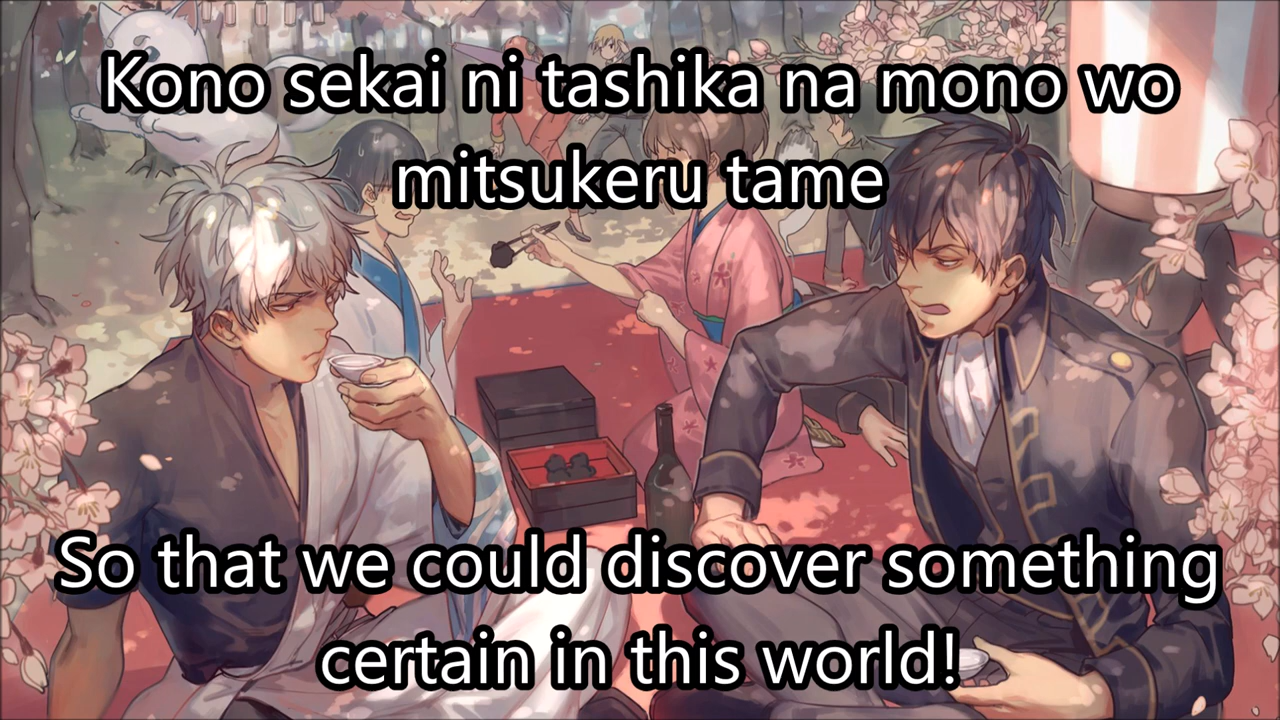 Kono sekai ni tashika na mono wo
mitsukeru tame
So that we could discover something
certain in this world!